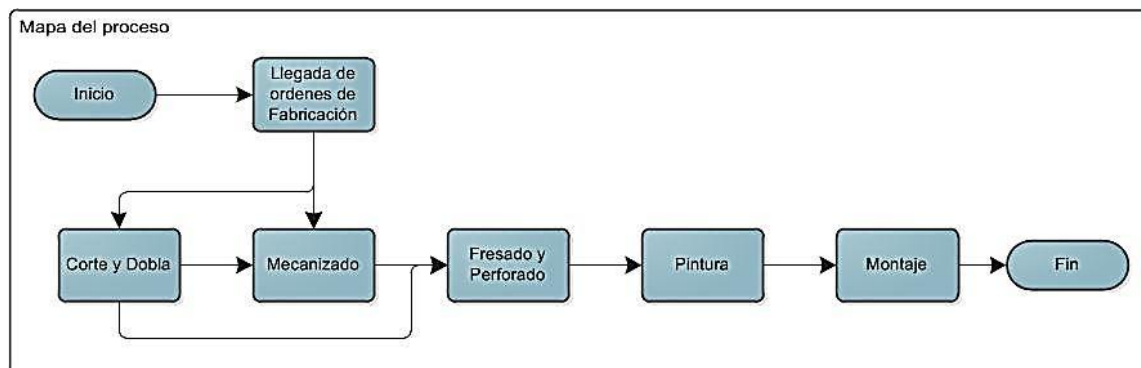 Mapa del proceso
Inicio
Llegada de
ordenes de
Fabricación
Corte y Dobla
Mecanizado
Fresado y
Perforado
Pintura
Montaje
Fin